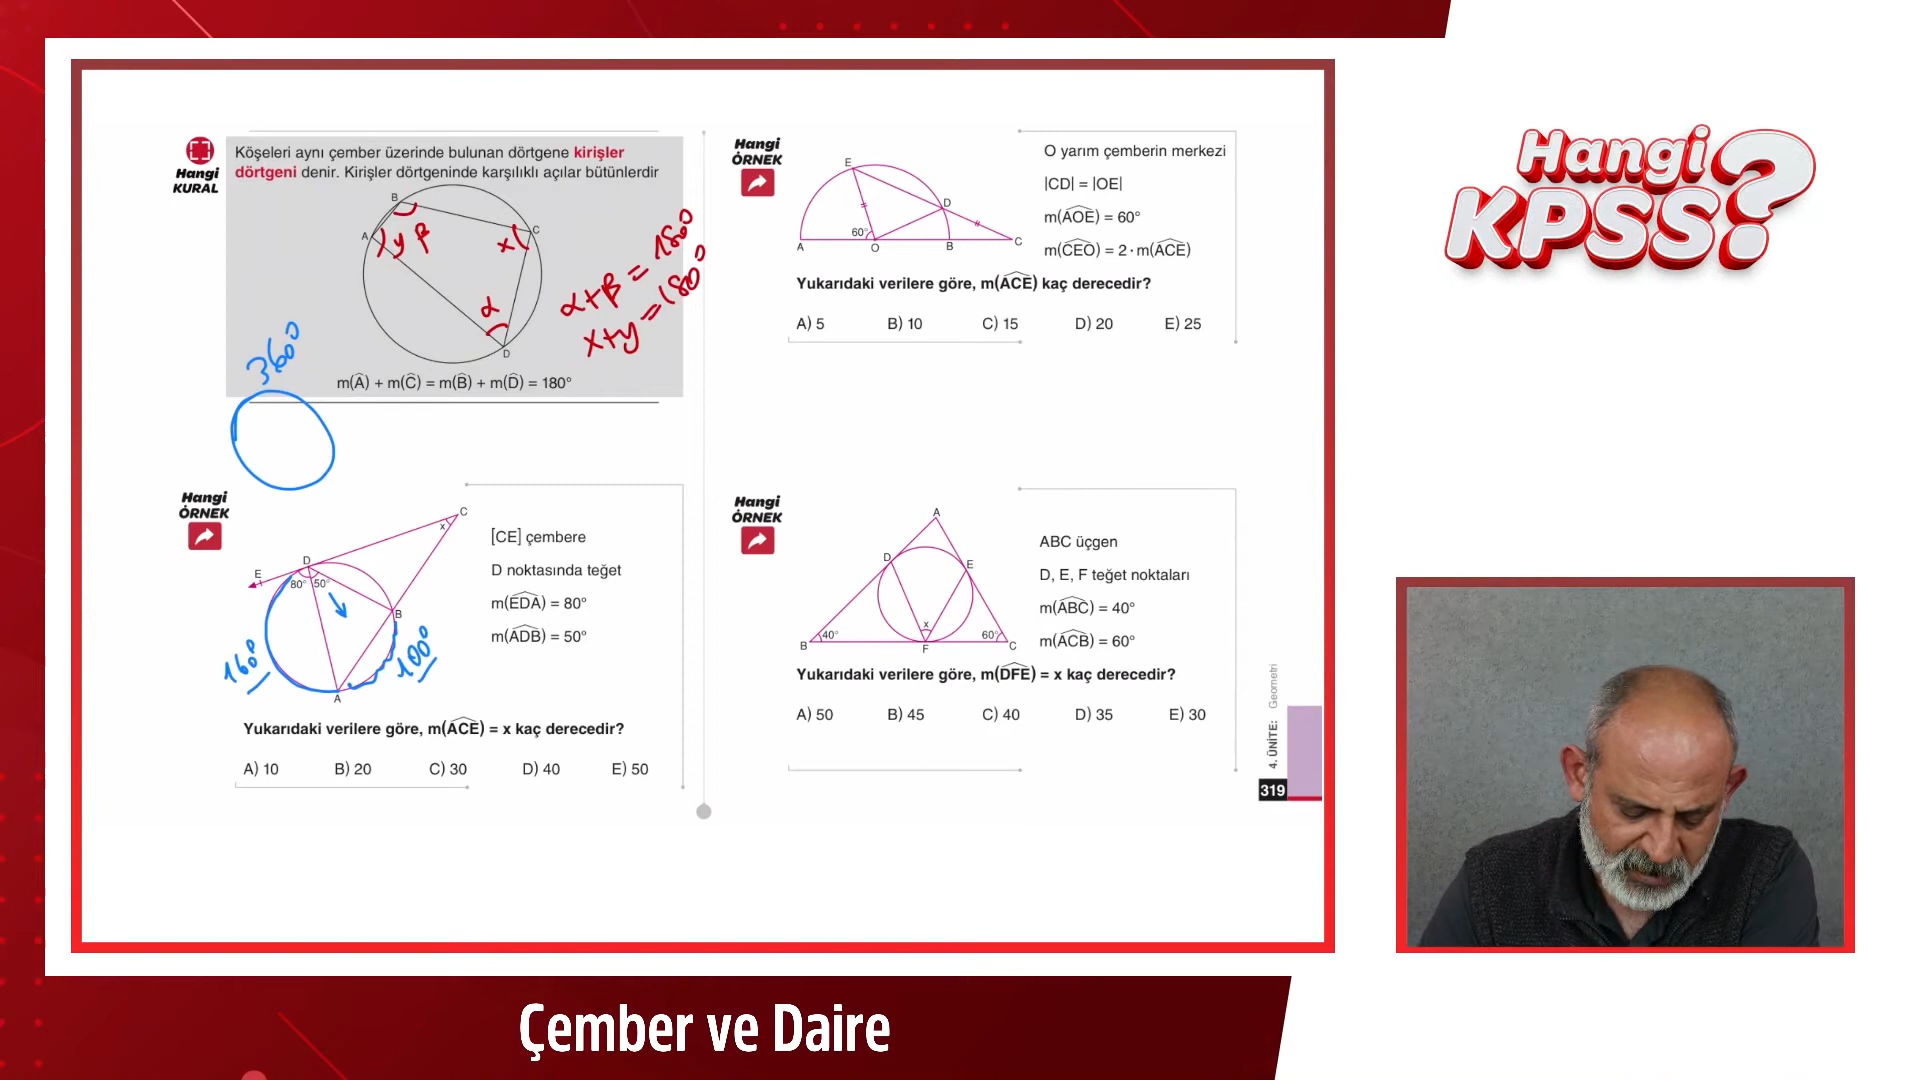 Hangi
KURAL
Köşeleri aynı çember üzerinde bulunan dörtgene kirişler
dörtgeni denir. Kirişler dörtgeninde karşılıklı açılar bütünlerdir
B
A
y β
x
C
α
D
α+β = 180
x+y = 180
m(Â) + m(Ĉ) = m(B̂) + m(D̂) = 180°
360°
Hangi
ÖRNEK
C
x
D
E
80° 50°
B
160°
100°
A
[CE] çembere
D noktasında teğet
m(EDA) = 80°
m(ADB) = 50°
Yukarıdaki verilere göre, m(ACE) = x kaç derecedir?
A) 10 B) 20 C) 30 D) 40 E) 50
Hangi
ÖRNEK
E
D
60°
A O B C
O yarım çemberin merkezi
|CD| = |OE|
m(AOE) = 60°
m(CEO) = 2·m(ACE)
Yukarıdaki verilere göre, m(ACE) kaç derecedir?
A) 5 B) 10 C) 15 D) 20 E) 25
Hangi
ÖRNEK
A
D
E
x
40° 60°
B F C
ABC üçgen
D, E, F teğet noktaları
m(ABC) = 40°
m(ACB) = 60°
Yukarıdaki verilere göre, m(DFE) = x kaç derecedir?
A) 50 B) 45 C) 40 D) 35 E) 30
4. ÜNİTE: Geometri
319
Hangi
KPSS?
Çember ve Daire